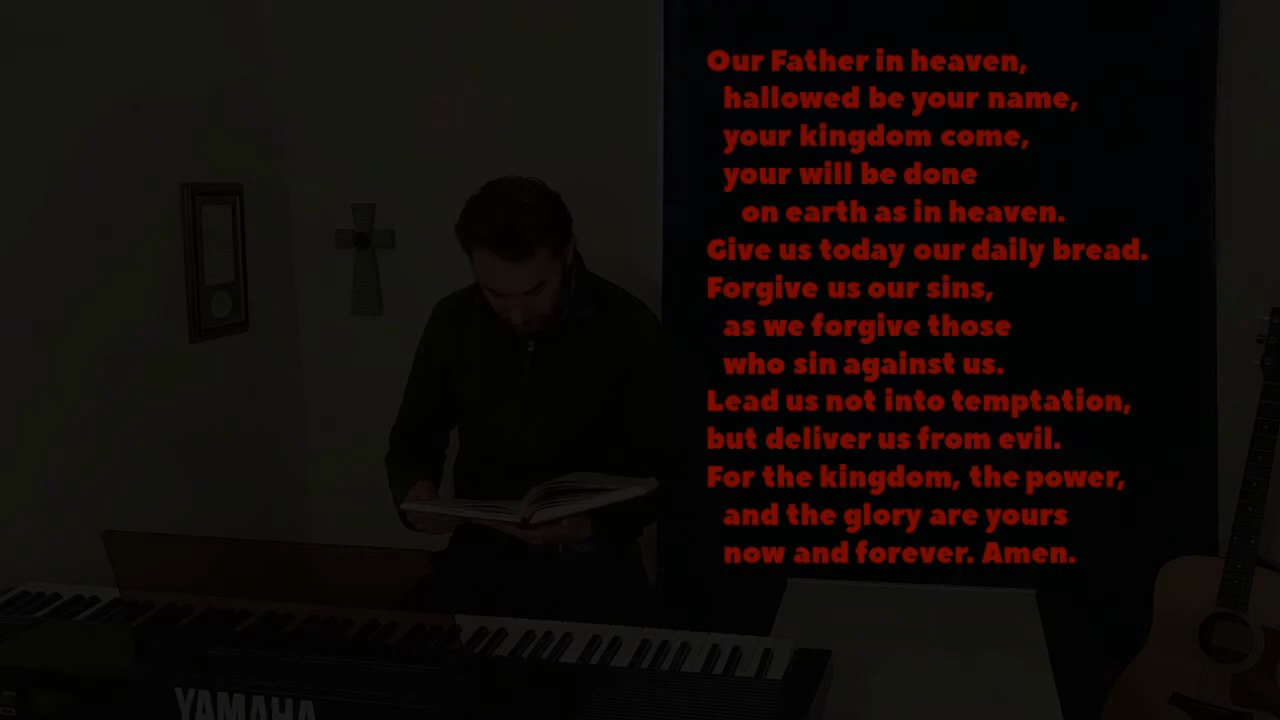 Our Father in heaven,
hallowed be your name,
your kingdom come,
your will be done
on earth as in heaven.
Give us today our daily bread.
Forgive us our sins,
as we forgive those
who sin against us.
Lead us not into temptation,
but deliver us from evil.
For the kingdom, the power,
and the glory are yours
now and forever. Amen.
YAMAHA